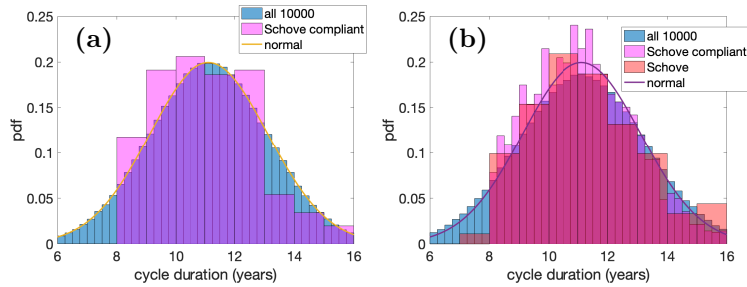 (a)
all 10000
Schove compliant
normal
0.25
0.2
0.15
0.1
0.05
0
pdf
6
8
10
12
14
16
cycle duration (years)
(b)
all 10000
Schove compliant
Schove
normal
0.25
0.2
0.15
0.1
0.05
0
pdf
6
8
10
12
14
16
cycle duration (years)